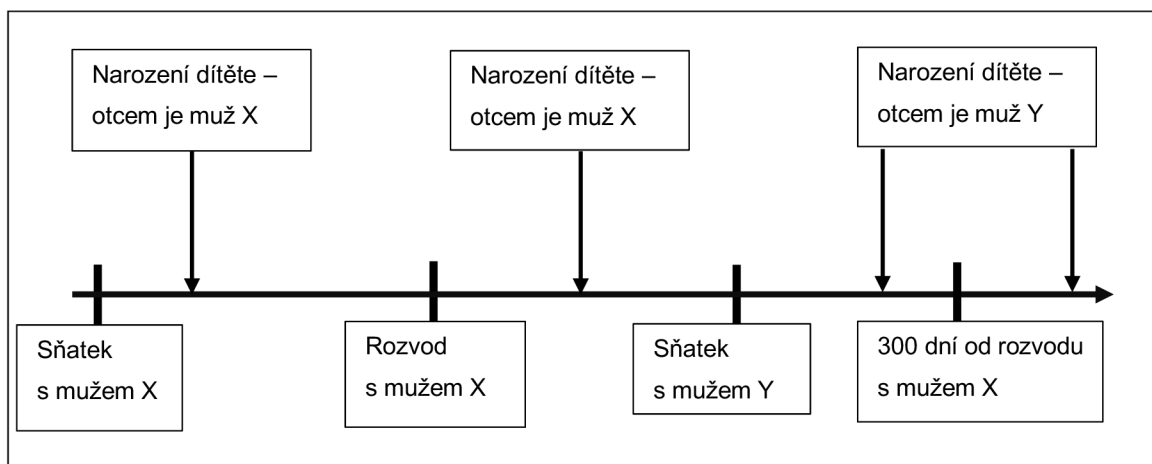 Narození dítěte –
otcem je muž X
Narození dítěte –
otcem je muž X
Narození dítěte –
otcem je muž Y
Sňatek
s mužem X
Rozvod
s mužem X
Sňatek
s mužem Y
300 dní od rozvodu
s mužem X